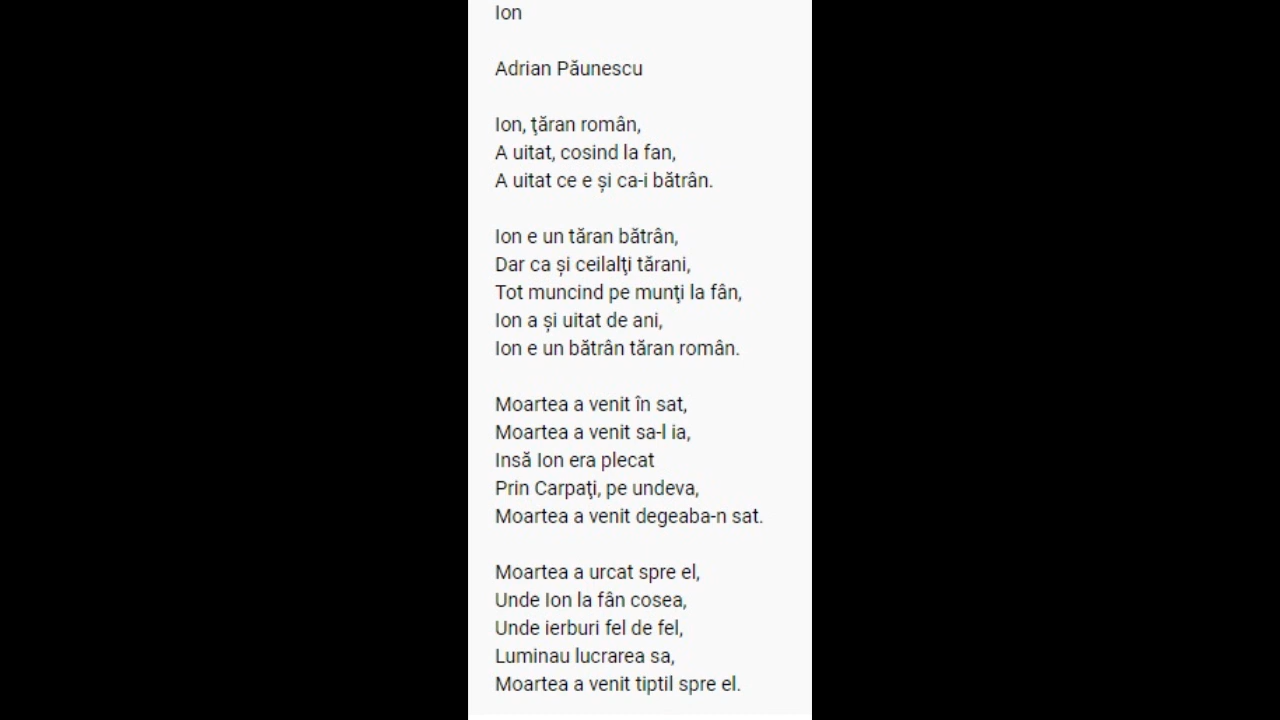 Ion
Adrian Păunescu
Ion, ţăran român,
A uitat, cosind la fan,
A uitat ce e și ca-i bătrân.
Ion e un tăran bătrân,
Dar ca și ceilalţi tărani,
Tot muncind pe munţi la fân,
Ion a și uitat de ani,
Ion e un bătrân tăran român.
Moartea a venit în sat,
Moartea a venit sa-l ia,
Insă Ion era plecat
Prin Carpaţi, pe undeva,
Moartea a venit degeaba-n sat.
Moartea a urcat spre el,
Unde Ion la fân cosea,
Unde ierburi fel de fel,
Luminau lucrarea sa,
Moartea a venit tiptil spre el.